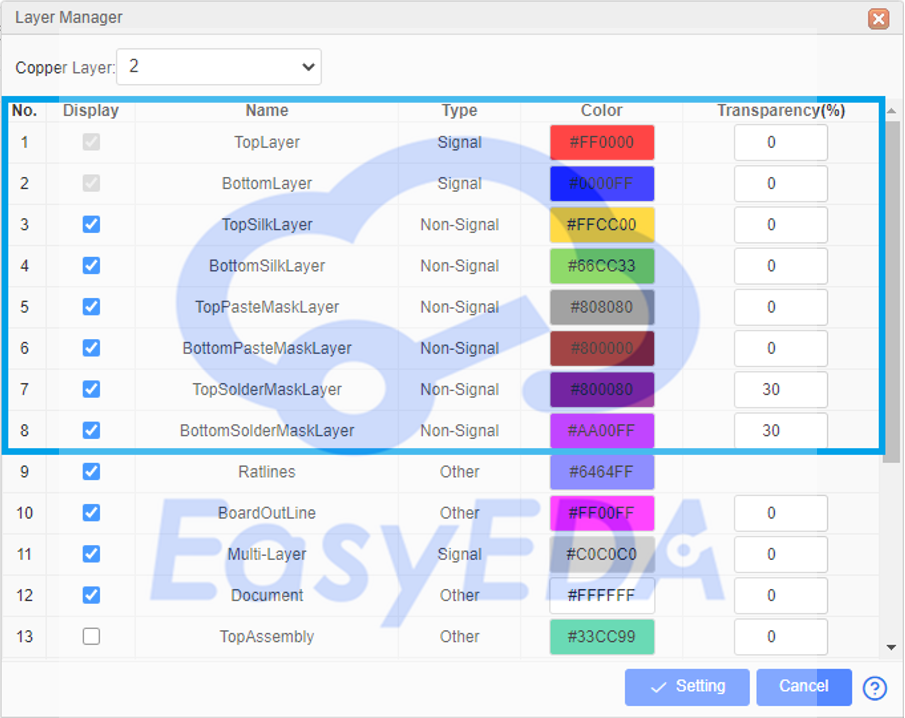 Layer Manager
Copper Layer: 2
No. Display Name Type Color Transparency(%)
1 TopLayer Signal #FF0000 0
2 BottomLayer Signal #0000FF 0
3 TopSilkLayer Non-Signal #FFCC00 0
4 BottomSilkLayer Non-Signal #66CC33 0
5 TopPasteMaskLayer Non-Signal #808080 0
6 BottomPasteMaskLayer Non-Signal #800000 0
7 TopSolderMaskLayer Non-Signal #800080 30
8 BottomSolderMaskLayer Non-Signal #AA00FF 30
9 Ratlines Other #6464FF
10 BoardOutLine Other #FF00FF 0
11 Multi-Layer Signal #C0C0C0 0
12 Document Other #FFFFFF 0
13 TopAssembly Other #33CC99 0
EasyEDA
Setting Cancel ?